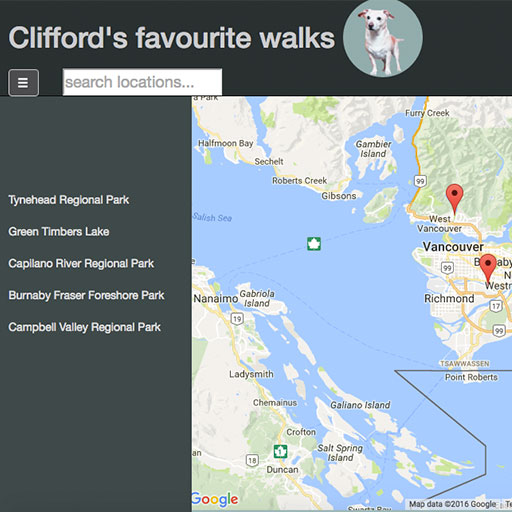 Clifford's favourite walks
search locations...
Tynehead Regional Park
Green Timbers Lake
Capilano River Regional Park
Burnaby Fraser Foreshore Park
Campbell Valley Regional Park
a Park
Furry Creek
Halfmoon Bay
Gambier
Island
Sechelt
Roberts Creek
99
Gibsons
Salish Sea
West
Vancouver
Vancouver
99
Richmond
17
Nanaimo
Gabriola
Island
19
TSAWWASSEN
Point Roberts
Ladysmith
Chemainus
Galiano Island
Crofton
18
Salt Spring
Island
Duncan
Google
Map data ©2016 Google